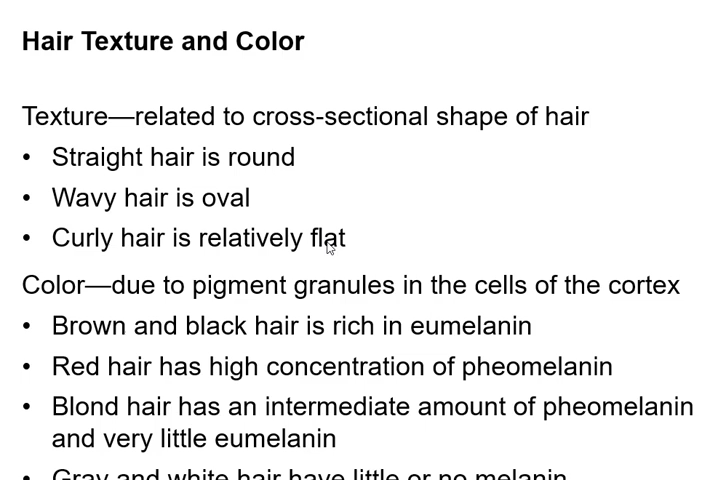 Hair Texture and Color
Texture—related to cross-sectional shape of hair
• Straight hair is round
• Wavy hair is oval
• Curly hair is relatively flat
Color—due to pigment granules in the cells of the cortex
• Brown and black hair is rich in eumelanin
• Red hair has high concentration of pheomelanin
• Blond hair has an intermediate amount of pheomelanin
and very little eumelanin
• Gray and white hair have little or no melanin